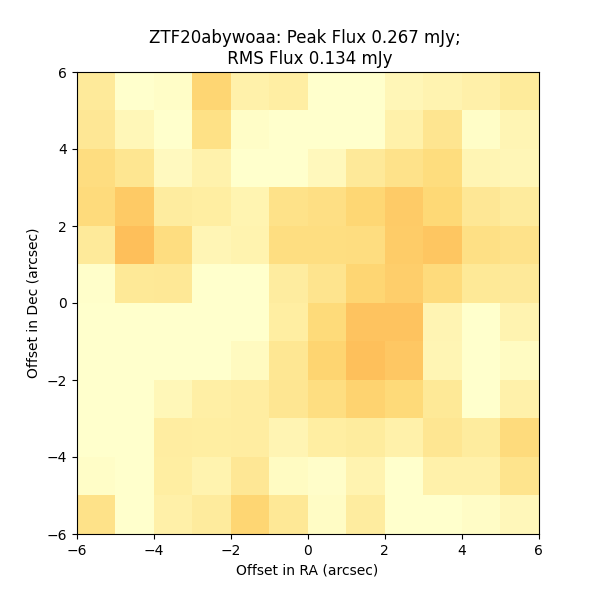 ZTF20abywoaa: Peak Flux 0.267 mJy;
RMS Flux 0.134 mJy
6
4
2
0
−2
−4
−6
Offset in Dec (arcsec)
−6 −4 −2 0 2 4 6
Offset in RA (arcsec)